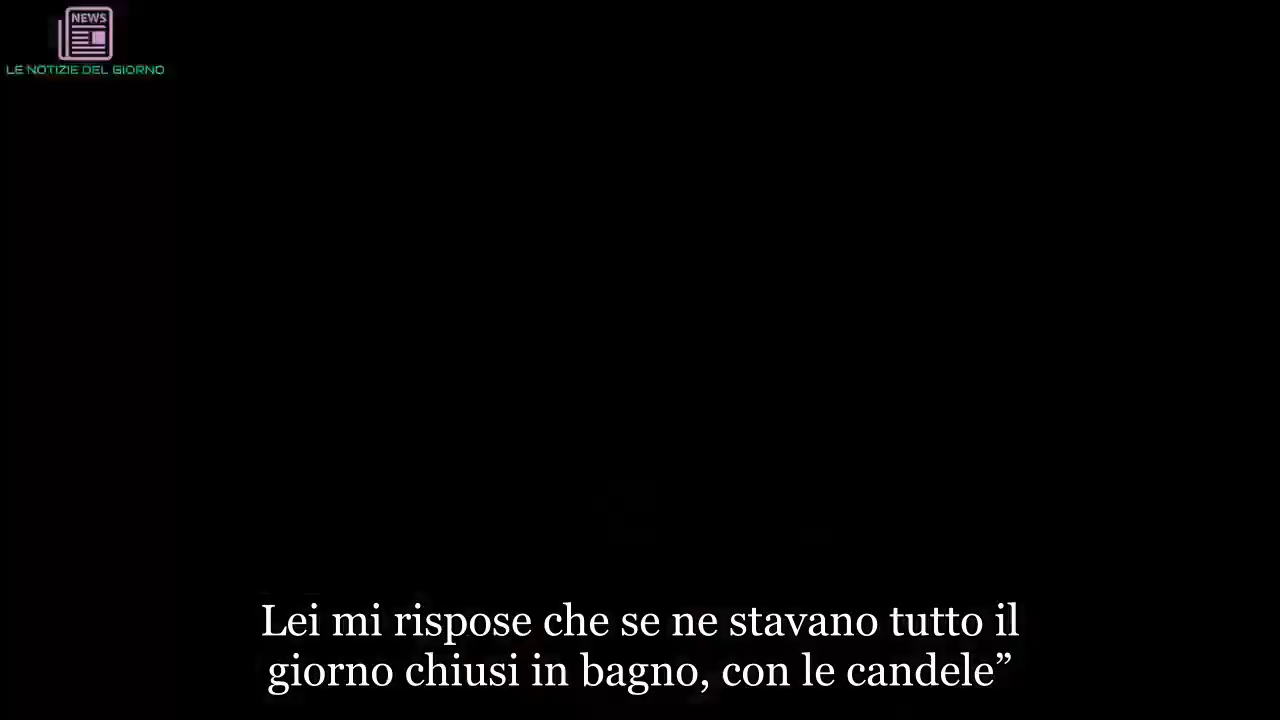 NEWS
LE NOTIZIE DEL GIORNO
Lei mi rispose che se ne stavano tutto il
giorno chiusi in bagno, con le candele”